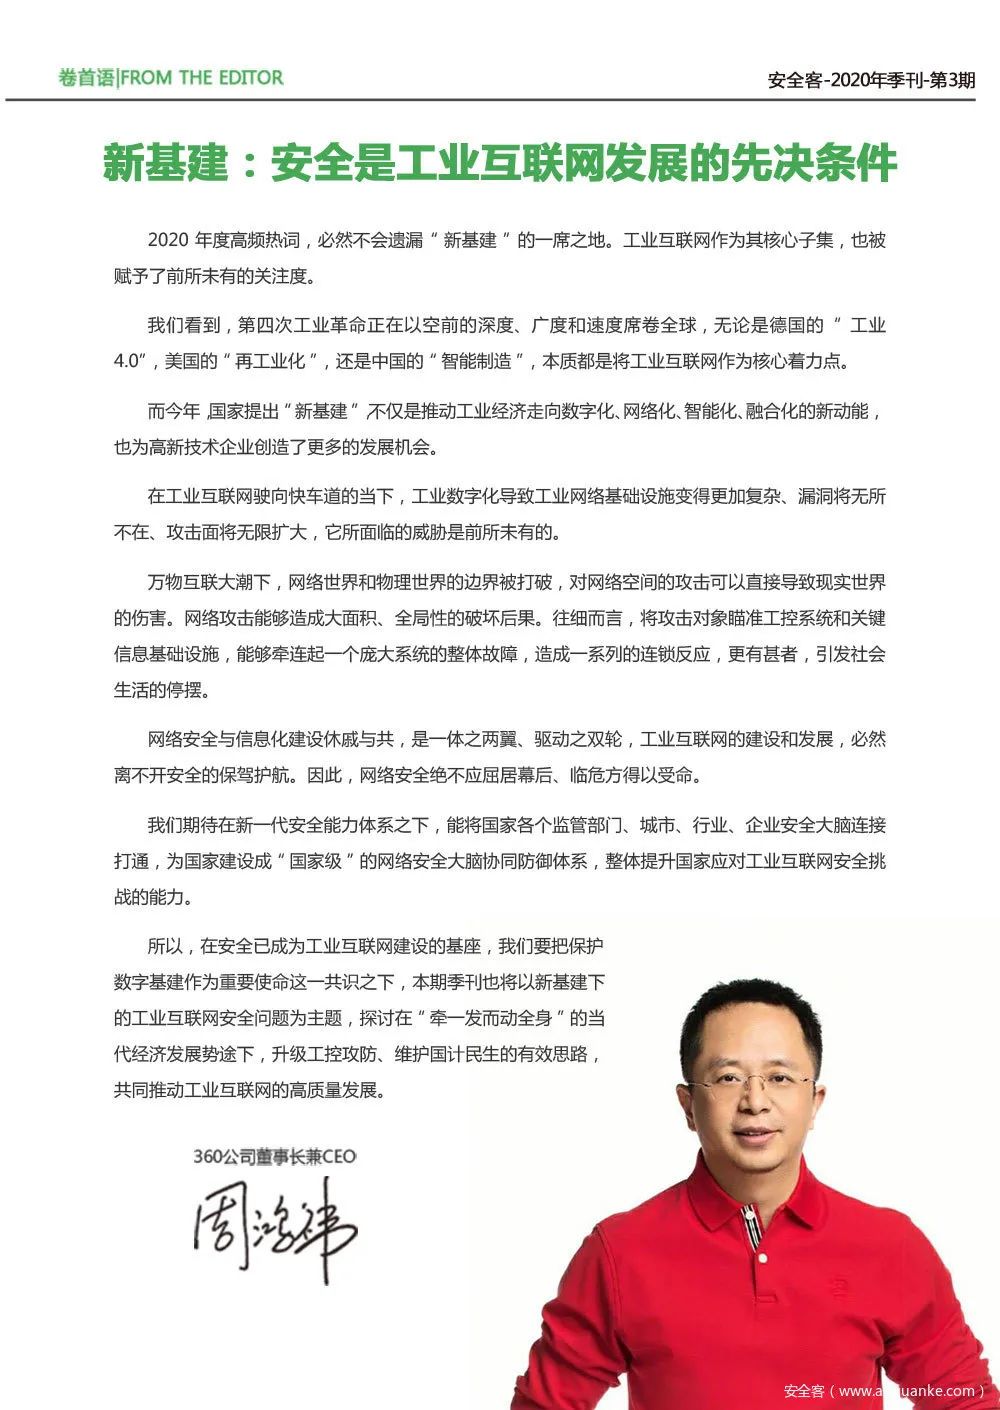 卷首语|FROM THE EDITOR
安全客-2020年季刊-第3期
新基建：安全是工业互联网发展的先决条件
2020 年度高频热词，必然不会遗漏“ 新基建 ”的一席之地。工业互联网作为其核心子集，也被
赋予了前所未有的关注度。
我们看到，第四次工业革命正在以空前的深度、广度和速度席卷全球，无论是德国的 “ 工业
4.0”，美国的“ 再工业化 ”，还是中国的“ 智能制造 ”，本质都是将工业互联网作为核心着力点。
而今年，国家提出“ 新基建 ”，不仅是推动工业经济走向数字化、网络化、智能化、融合化的新动能，
也为高新技术企业创造了更多的发展机会。
在工业互联网驶向快车道的当下，工业数字化导致工业网络基础设施变得更加复杂、漏洞将无所
不在、攻击面将无限扩大，它所面临的威胁是前所未有的。
万物互联大潮下，网络世界和物理世界的边界被打破，对网络空间的攻击可以直接导致现实世界
的伤害。网络攻击能够造成大面积、全局性的破坏后果。往细而言，将攻击对象瞄准工控系统和关键
信息基础设施，能够牵连起一个庞大系统的整体故障，造成一系列的连锁反应，更有甚者，引发社会
生活的停摆。
网络安全与信息化建设休戚与共，是一体之两翼、驱动之双轮，工业互联网的建设和发展，必然
离不开安全的保驾护航。因此，网络安全绝不应屈居幕后、临危方得以受命。
我们期待在新一代安全能力体系之下，能将国家各个监管部门、城市、行业、企业安全大脑连接
打通，为国家建设成“ 国家级 ”的网络安全大脑协同防御体系，整体提升国家应对工业互联网安全挑
战的能力。
所以，在安全已成为工业互联网建设的基座，我们要把保护
数字基建作为重要使命这一共识之下，本期季刊也将以新基建下
的工业互联网安全问题为主题，探讨在“ 牵一发而动全身 ”的当
代经济发展势途下，升级工控攻防、维护国计民生的有效思路，
共同推动工业互联网的高质量发展。
360公司董事长兼CEO
周鸿祎
安全客（www.anquanke.com）